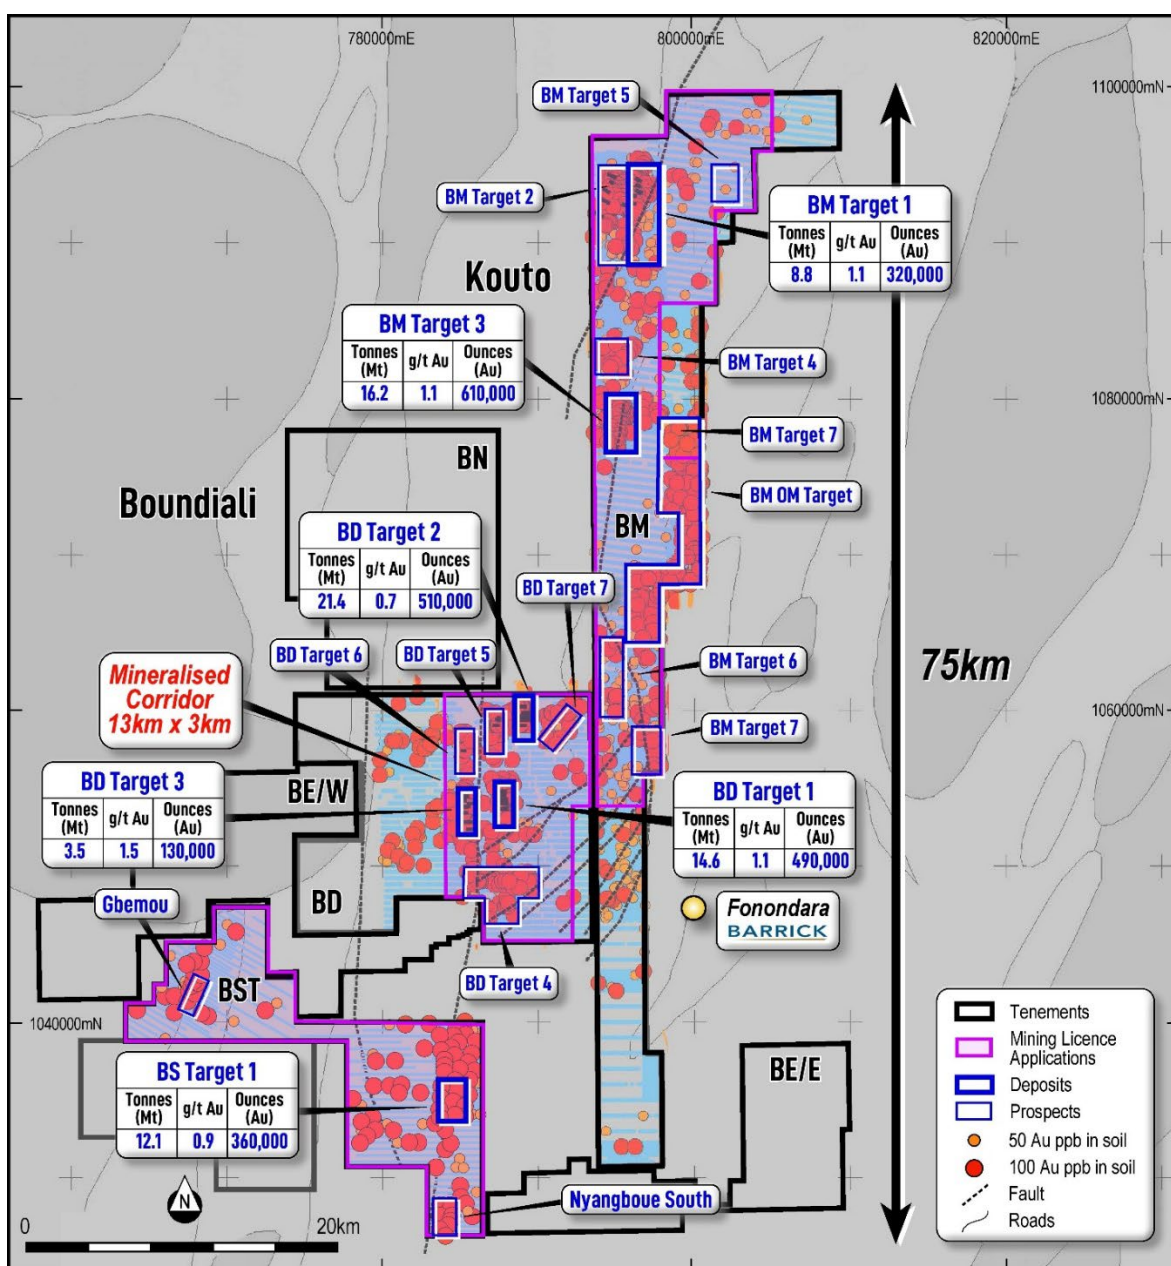 780000mE
800000mE
820000mE
1100000mN
BM Target 5
BM Target 2
BM Target 1
Tonnes (Mt) g/t Au Ounces (Au)
8.8 1.1 320,000
Kouto
BM Target 3
Tonnes (Mt) g/t Au Ounces (Au)
16.2 1.1 610,000
BM Target 4
1080000mN
BM Target 7
BN
BM OM Target
Boundiali
BM
BD Target 2
Tonnes (Mt) g/t Au Ounces (Au)
21.4 0.7 510,000
BD Target 7
BD Target 6
BD Target 5
BM Target 6
75km
Mineralised
Corridor
13km x 3km
BM Target 7
1060000mN
BD Target 3
Tonnes (Mt) g/t Au Ounces (Au)
3.5 1.5 130,000
BE/W
BD Target 1
Tonnes (Mt) g/t Au Ounces (Au)
14.6 1.1 490,000
BD
Gbemou
Fonondara
BARRICK
BD Target 4
BST
1040000mN
BS Target 1
Tonnes (Mt) g/t Au Ounces (Au)
12.1 0.9 360,000
BE/E
Nyangboue South
N
0 20km
Tenements
Mining Licence
Applications
Deposits
Prospects
50 Au ppb in soil
100 Au ppb in soil
Fault
Roads